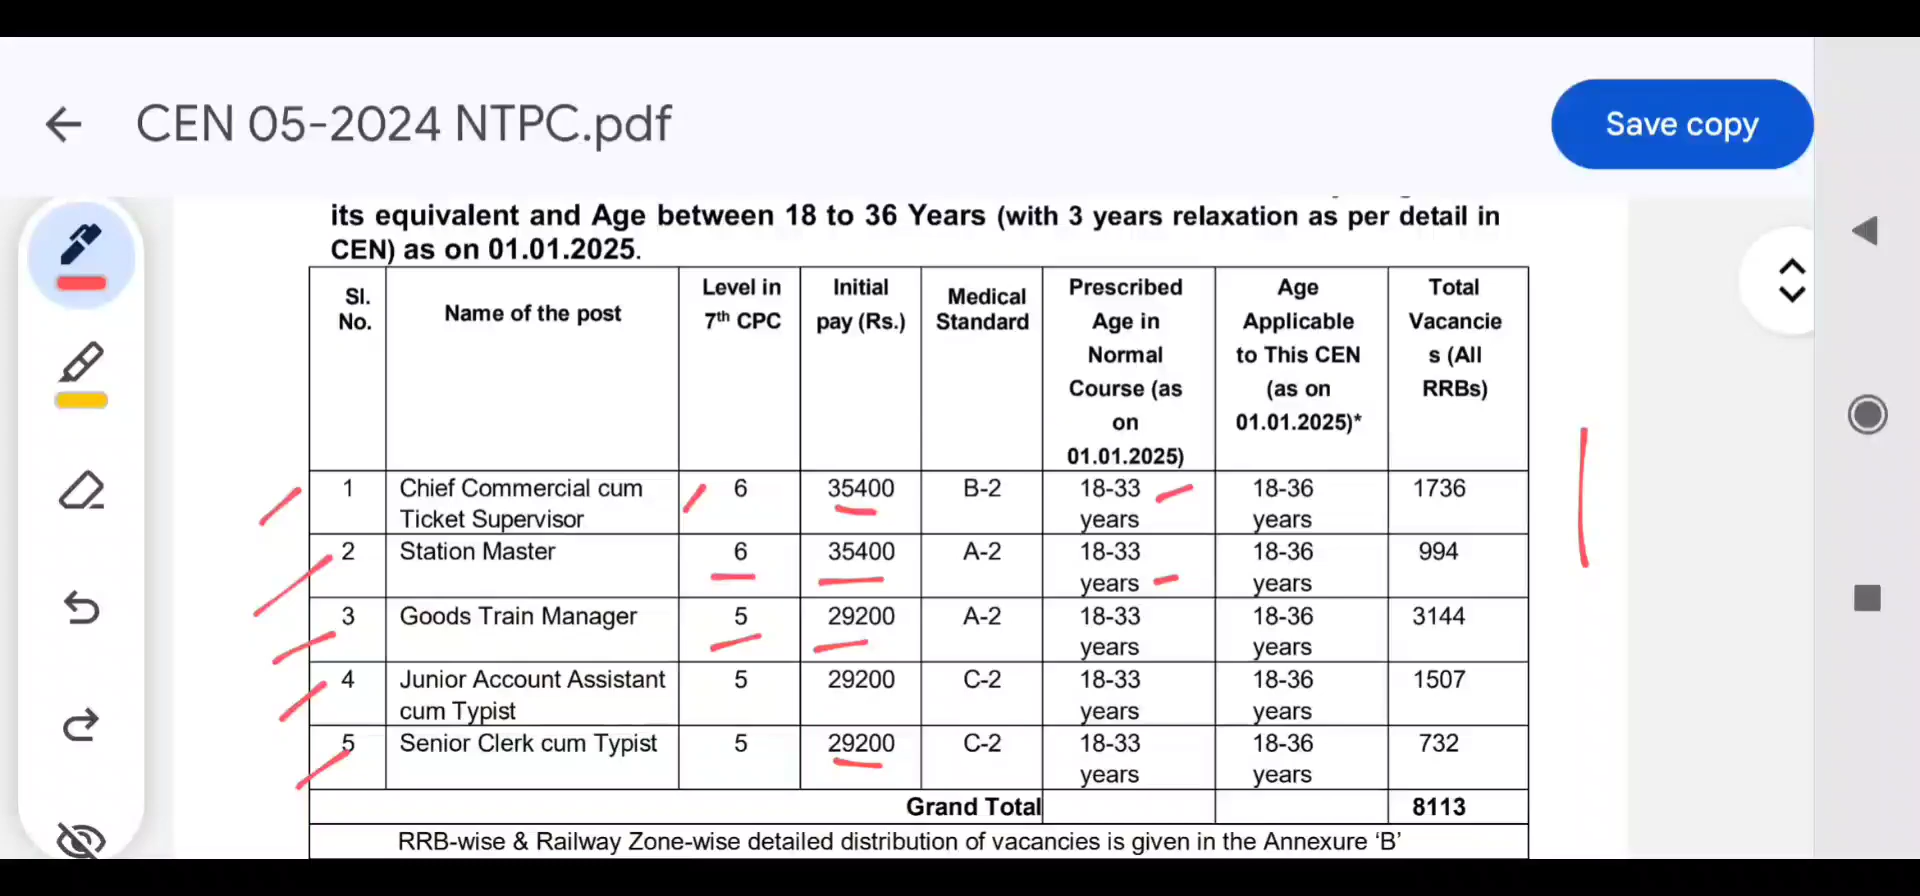 CEN 05-2024 NTPC.pdf
Save copy
its equivalent and Age between 18 to 36 Years (with 3 years relaxation as per detail in
CEN) as on 01.01.2025.
Sl. No. Name of the post Level in 7th CPC Initial pay (Rs.) Medical Standard Prescribed Age in Normal Course (as on 01.01.2025) Age Applicable to This CEN (as on 01.01.2025)* Total Vacancie s (All RRBs)
1 Chief Commercial cum Ticket Supervisor 6 35400 B-2 18-33 years 18-36 years 1736
2 Station Master 6 35400 A-2 18-33 years 18-36 years 994
3 Goods Train Manager 5 29200 A-2 18-33 years 18-36 years 3144
4 Junior Account Assistant cum Typist 5 29200 C-2 18-33 years 18-36 years 1507
5 Senior Clerk cum Typist 5 29200 C-2 18-33 years 18-36 years 732
Grand Total 8113
RRB-wise & Railway Zone-wise detailed distribution of vacancies is given in the Annexure ‘B’